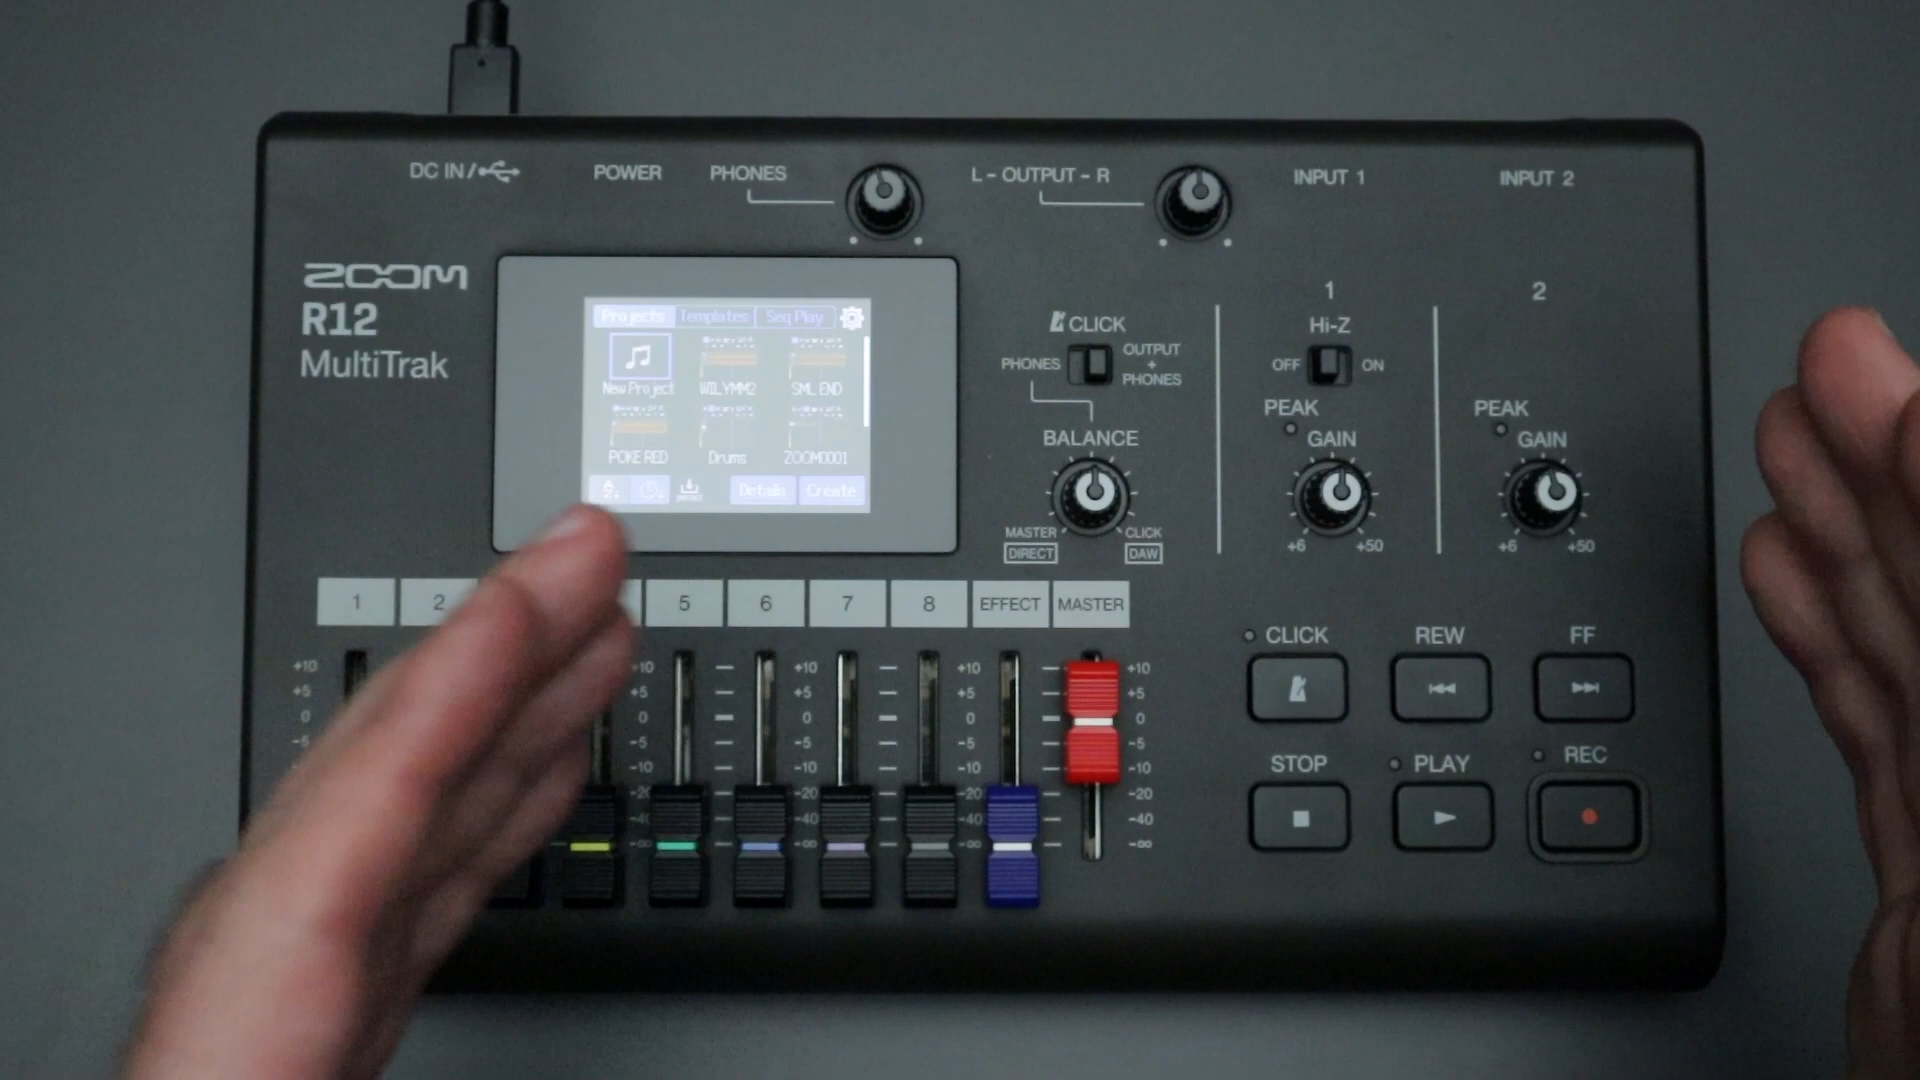 DC IN /
POWER
PHONES
L - OUTPUT - R
INPUT 1
INPUT 2
ZOOM
R12
MultiTrak
Projects Templates Seq Play
New Project WILYMM2 SML END
POKE RED Drums ZOOM0001
Details Create
CLICK
PHONES
OUTPUT
+
PHONES
BALANCE
MASTER
DIRECT
CLICK
DAW
1
Hi-Z
OFF ON
PEAK
GAIN
+6 +50
2
PEAK
GAIN
+6 +50
1 2 5 6 7 8 EFFECT MASTER
+10 +10 +10 +10 +10
+5 +5 +5 +5 +5
0 0 0 0 0
-5 -5 -5 -5 -5
-10 -10 -10 -10
-20 -20 -20 -20
-40 -40 -40 -40
-∞ -∞ -∞ -∞
CLICK REW FF
STOP PLAY REC